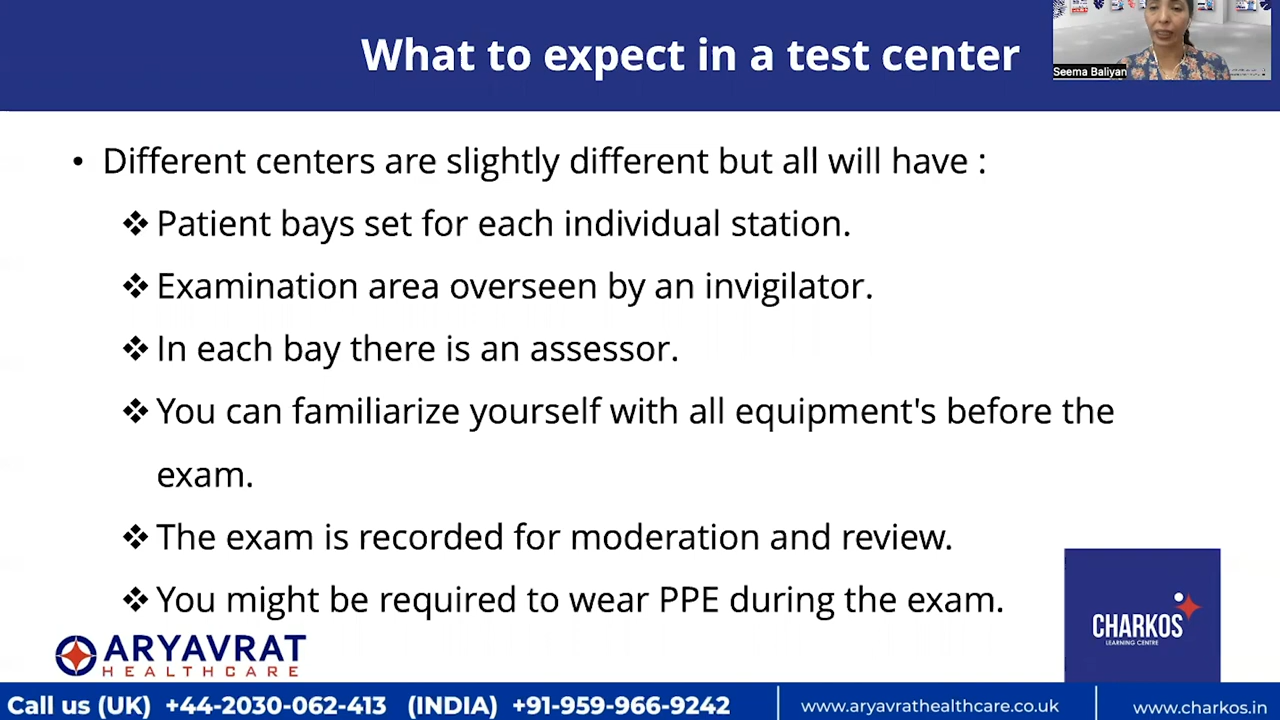 What to expect in a test center
Seema Baliyan
• Different centers are slightly different but all will have :
❖ Patient bays set for each individual station.
❖ Examination area overseen by an invigilator.
❖ In each bay there is an assessor.
❖ You can familiarize yourself with all equipment's before the
exam.
❖ The exam is recorded for moderation and review.
❖ You might be required to wear PPE during the exam.
CHARKOS
LEARNING CENTRE
ARYAVRAT
HEALTHCARE
Call us (UK) +44-2030-062-413 (INDIA) +91-959-966-9242
www.aryavrathealthcare.co.uk
www.charkos.in